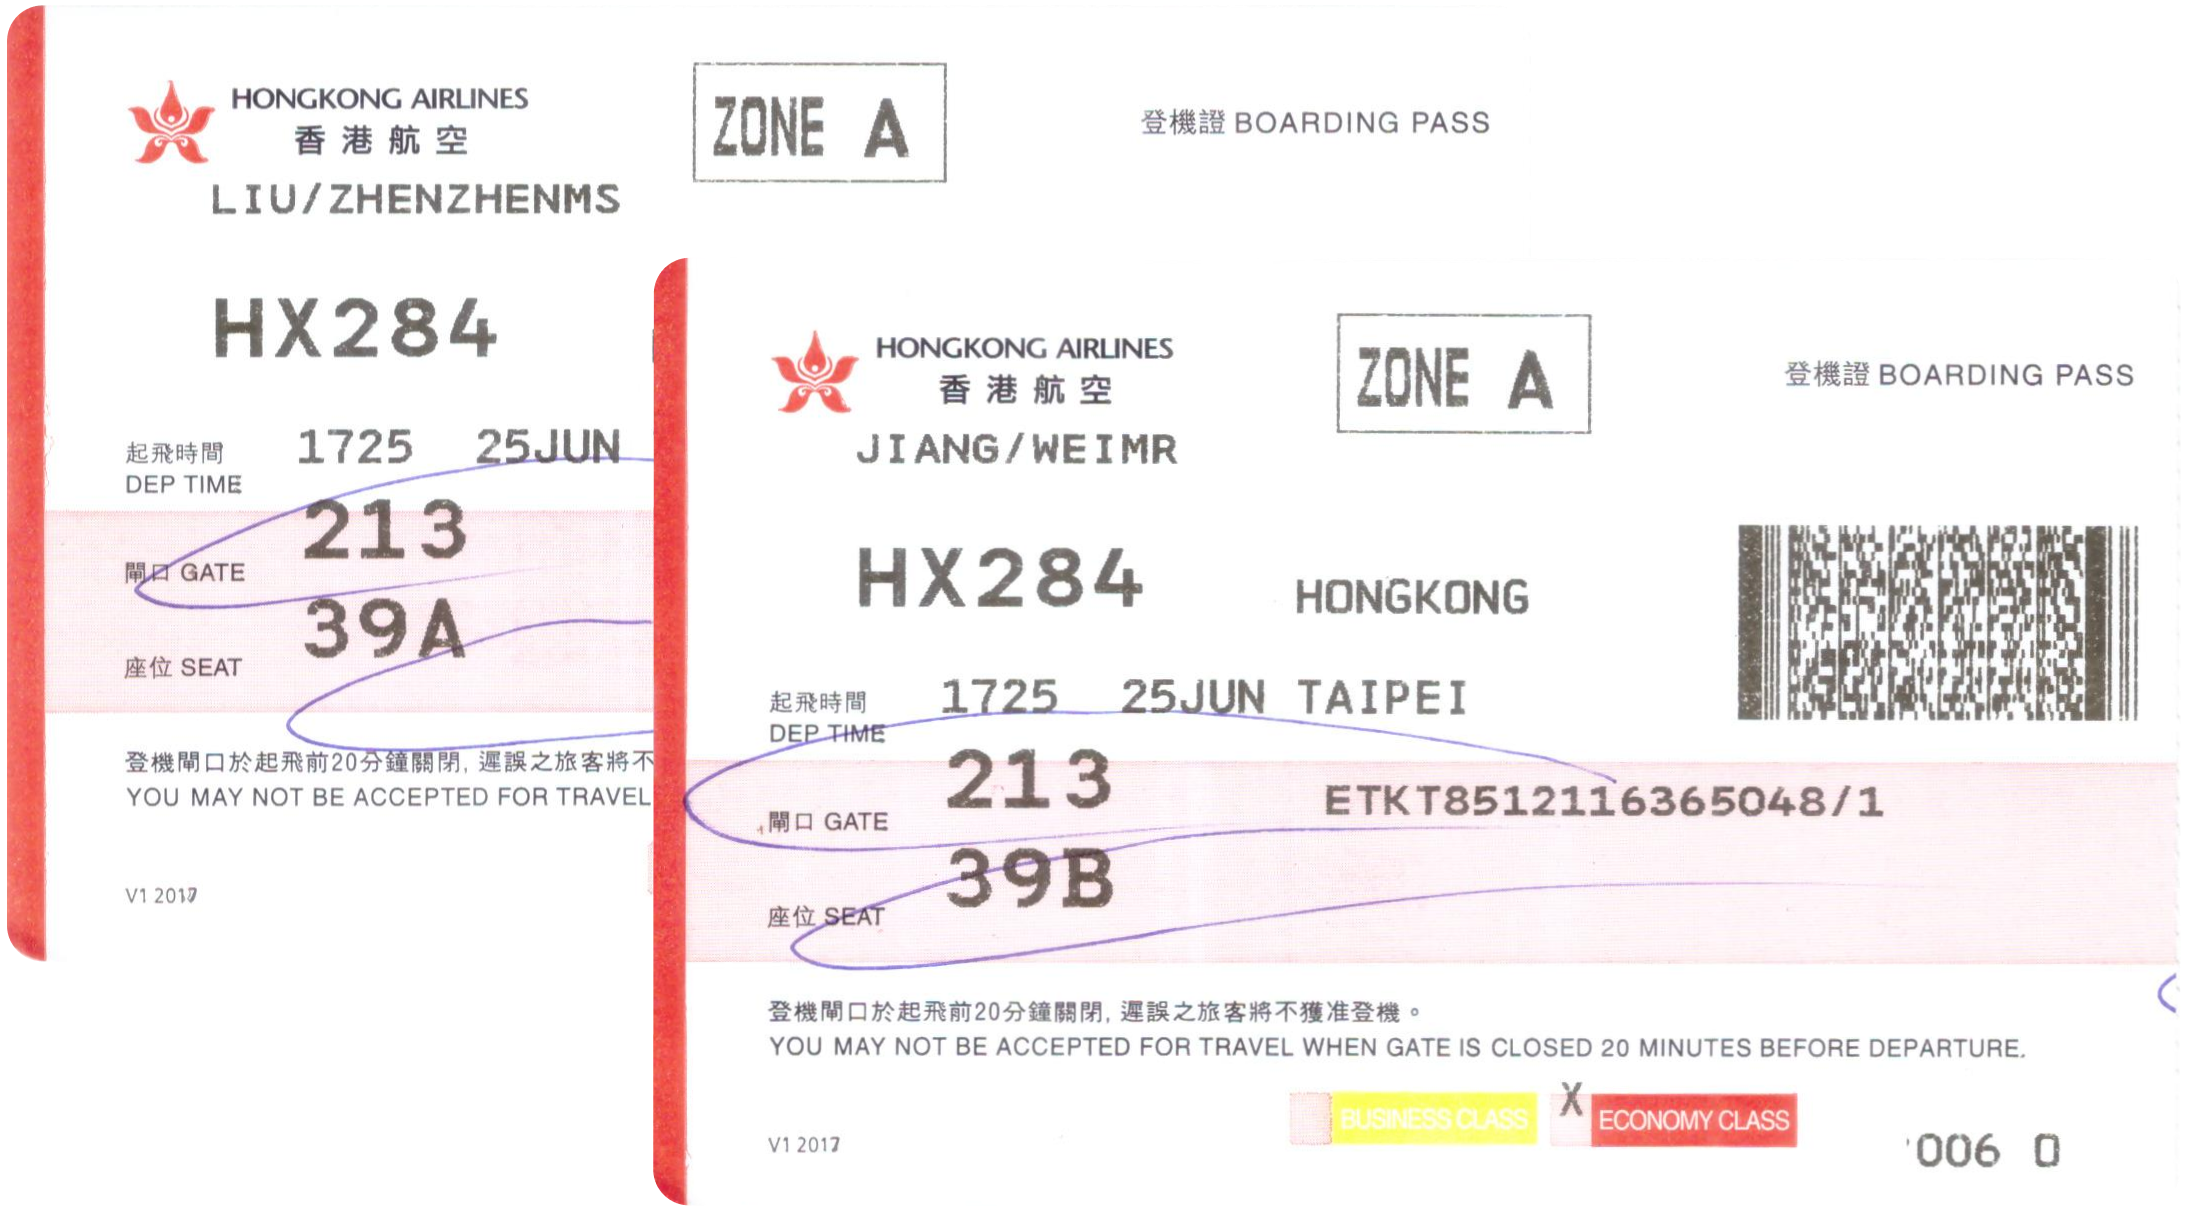 HONGKONG AIRLINES
香港航空
ZONE A
登機證 BOARDING PASS
LIU/ZHENZHENMS
HX284
起飛時間
DEP TIME
1725 25JUN
213
閘口 GATE
39A
座位 SEAT
登機閘口於起飛前20分鐘關閉, 遲誤之旅客將不
YOU MAY NOT BE ACCEPTED FOR TRAVEL
V1 2017
HONGKONG AIRLINES
香港航空
ZONE A
登機證 BOARDING PASS
JIANG/WEIMR
HX284 HONGKONG
起飛時間
DEP TIME
1725 25JUN TAIPEI
213
閘口 GATE
ETKT8512116365048/1
39B
座位 SEAT
登機閘口於起飛前20分鐘關閉, 遲誤之旅客將不獲准登機。
YOU MAY NOT BE ACCEPTED FOR TRAVEL WHEN GATE IS CLOSED 20 MINUTES BEFORE DEPARTURE.
BUSINESS CLASS X ECONOMY CLASS
V1 2017
006 0